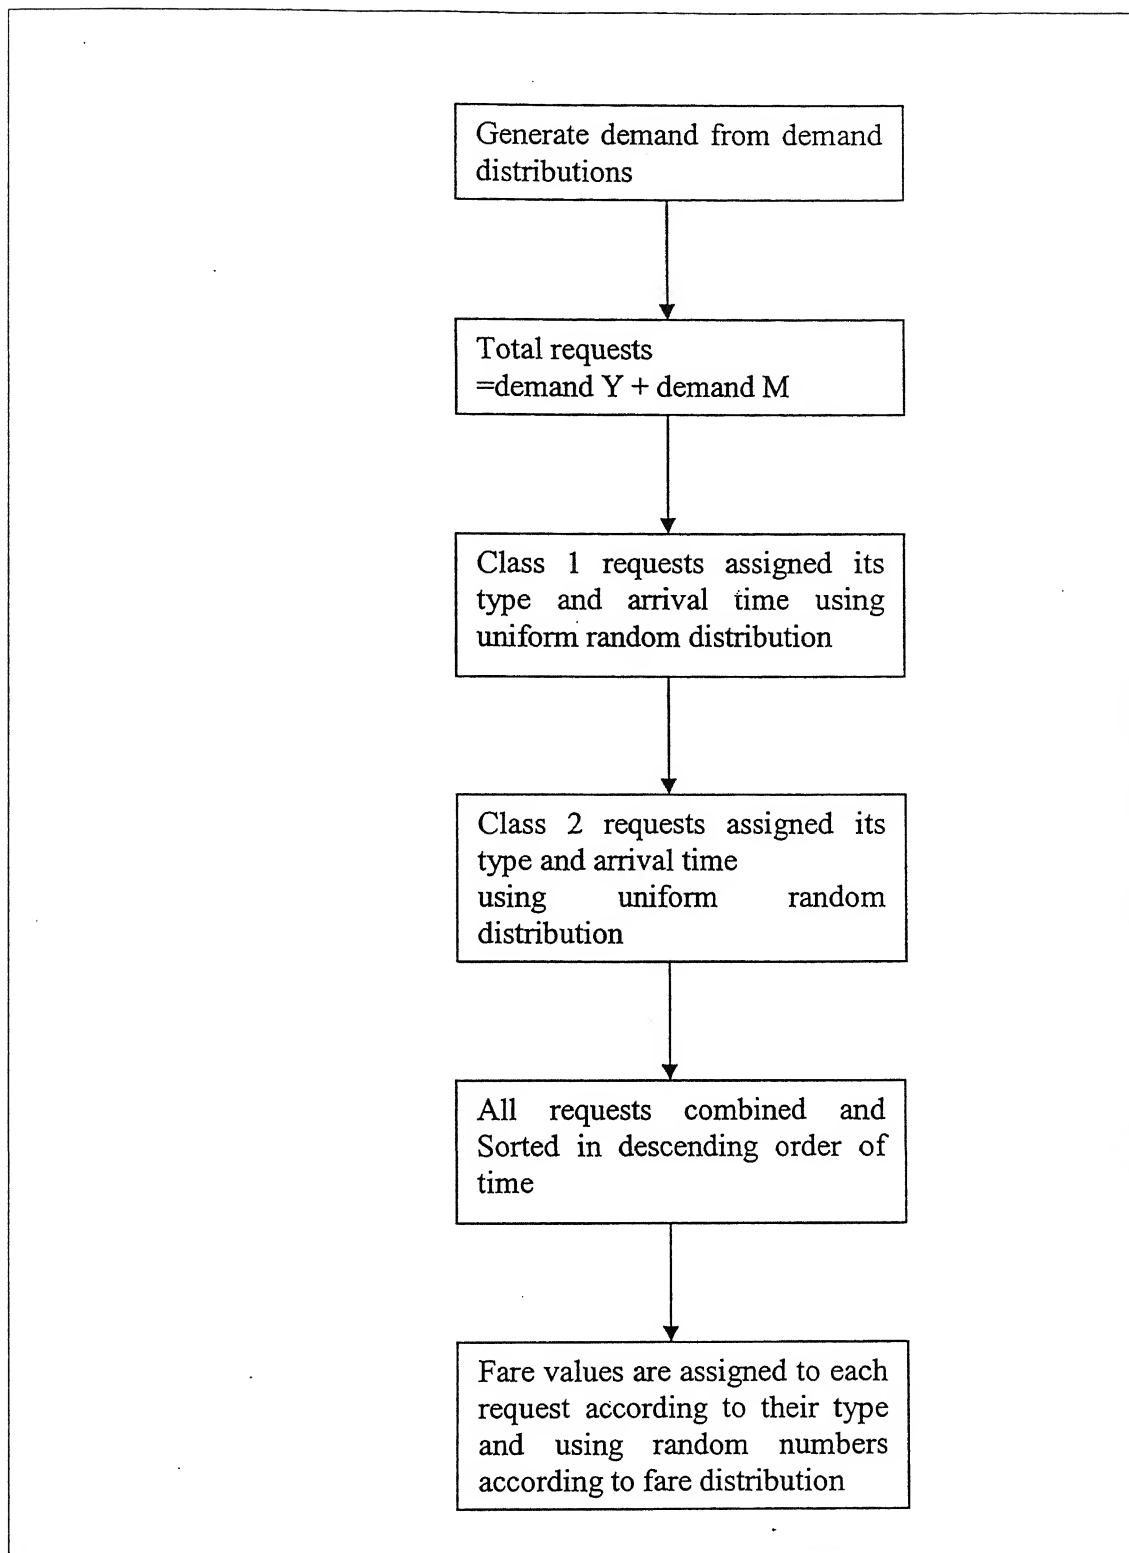 Generate demand from demand
distributions
Total requests
=demand Y + demand M
Class 1 requests assigned its
type and arrival time using
uniform random distribution
Class 2 requests assigned its
type and arrival time
using uniform random
distribution
All requests combined and
Sorted in descending order of
time
Fare values are assigned to each
request according to their type
and using random numbers
according to fare distribution